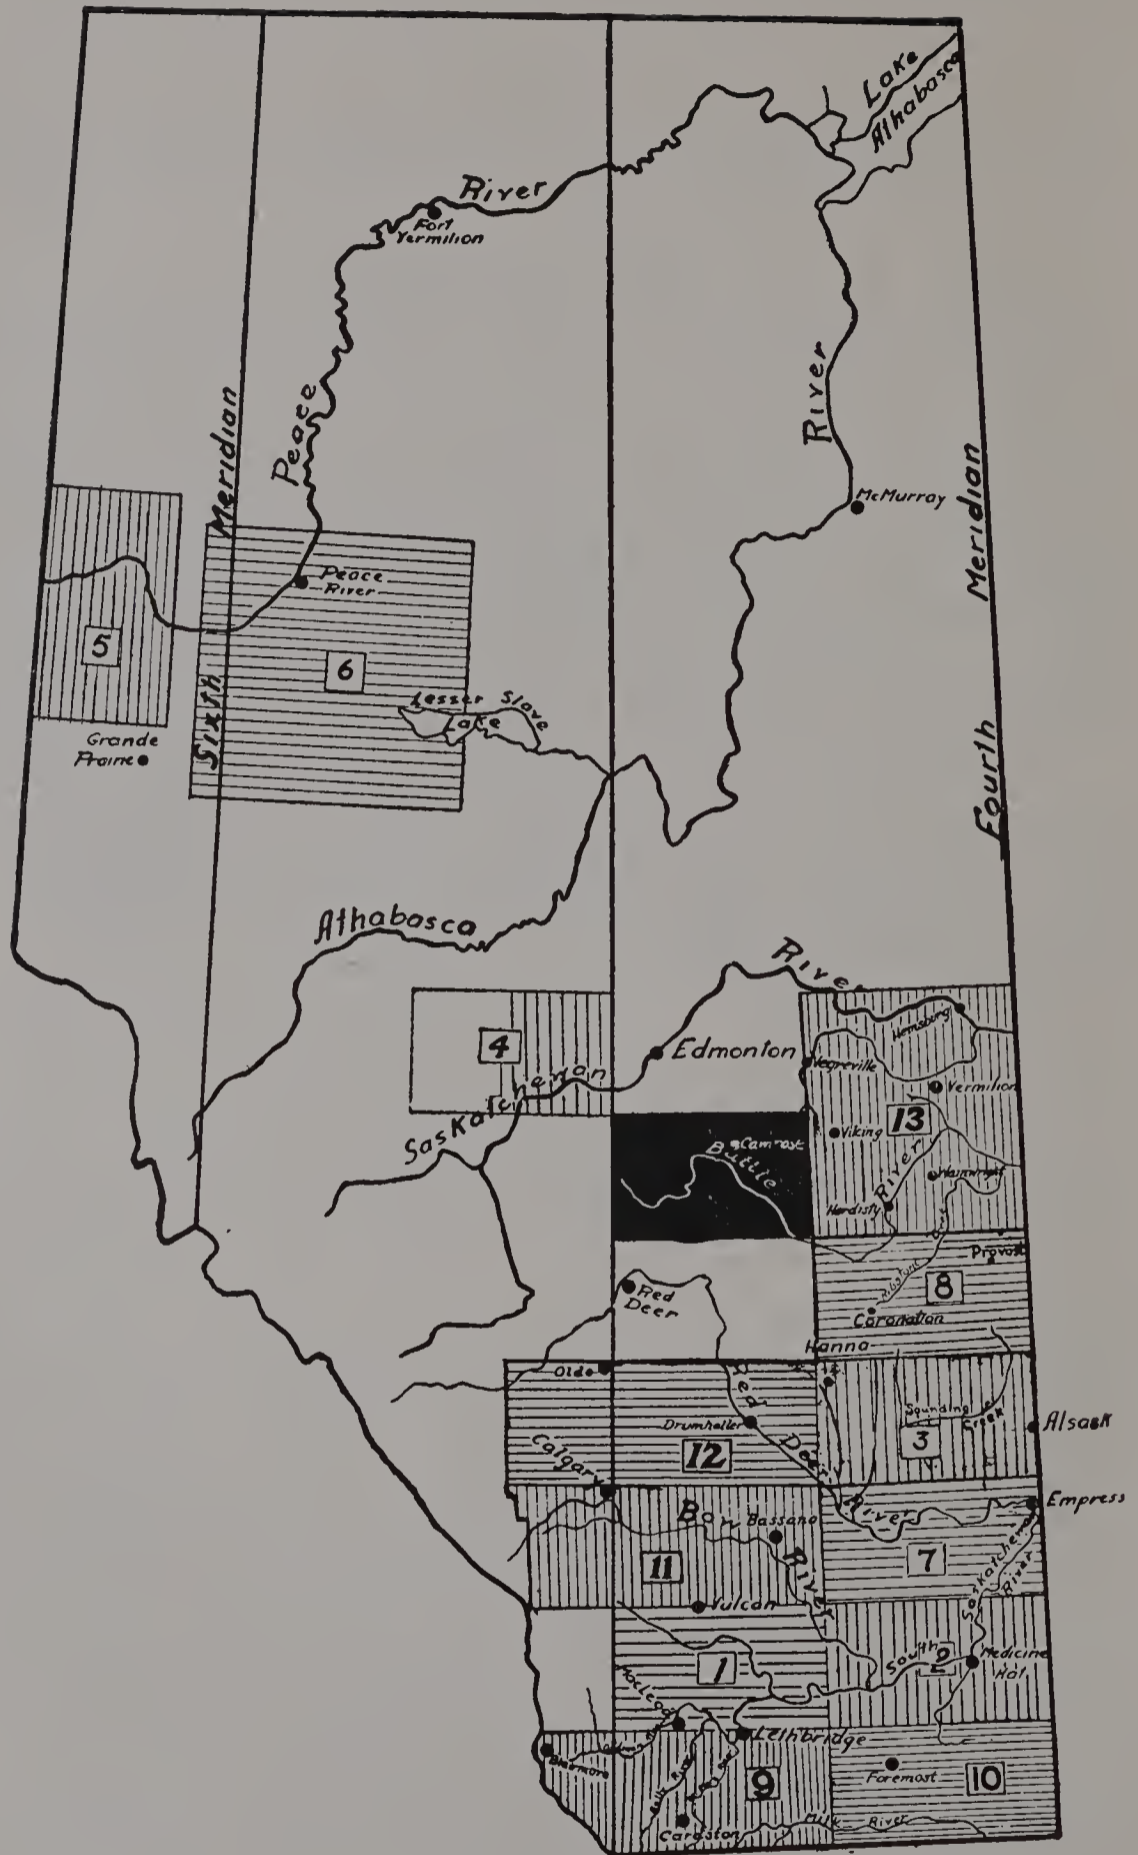 Lake
Athabasca
River
Fort
Vermilion
Peace
River
McMurray
Meridian
Sixth
Meridian
Fourth
Peace
River
5
6
Lesser Slave
Lake
Grande
Prairie
Athabasca
River
4
Edmonton
Saskatchewan
Vegreville
Vermilion
13
Viking
Camrose
Battle
River
Wainwright
Hardisty
Provost
8
Coronation
Red
Deer
Hanna
Olds
Red
Deer
River
Drumheller
12
Sounding
Creek
3
Alsask
Calgary
Empress
Bow
River
Bassano
11
7
Saskatchewan
River
Vulcan
1
South
2
Medicine
Hat
Macleod
Lethbridge
Blairmore
9
Foremost
10
Cardston
Milk River